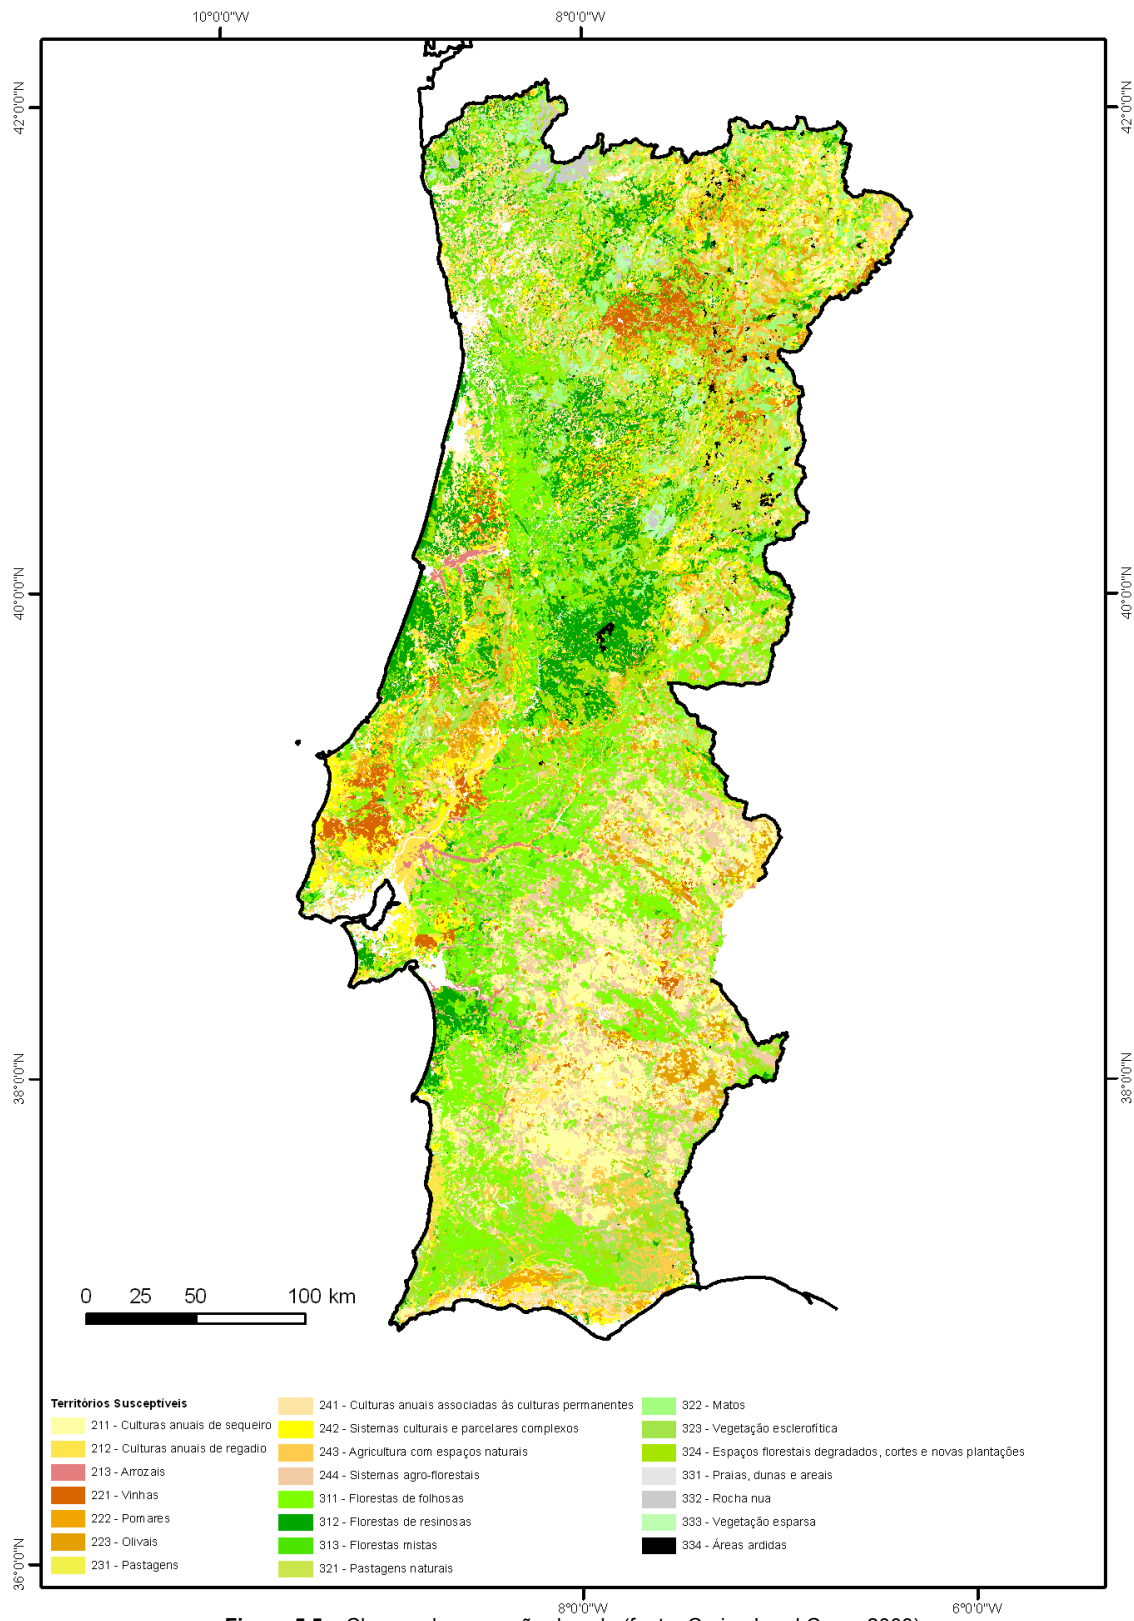 10°0'0"W
8°0'0"W
42°0'0"N
42°0'0"N
40°0'0"N
40°0'0"N
38°0'0"N
38°0'0"N
0 25 50 100 km
Territórios Susceptíveis
211 - Culturas anuais de sequeiro
212 - Culturas anuais de regadio
213 - Arrozais
221 - Vinhas
222 - Pomares
223 - Olivais
231 - Pastagens
241 - Culturas anuais associadas às culturas permanentes
242 - Sistemas culturais e parcelares complexos
243 - Agricultura com espaços naturais
244 - Sistemas agro-florestais
311 - Florestas de folhosas
312 - Florestas de resinosas
313 - Florestas mistas
321 - Pastagens naturais
322 - Matos
323 - Vegetação esclerofítica
324 - Espaços florestais degradados, cortes e novas plantações
331 - Praias, dunas e areais
332 - Rocha nua
333 - Vegetação esparsa
334 - Áreas ardidas
36°0'0"N
8°0'0"W
6°0'0"W